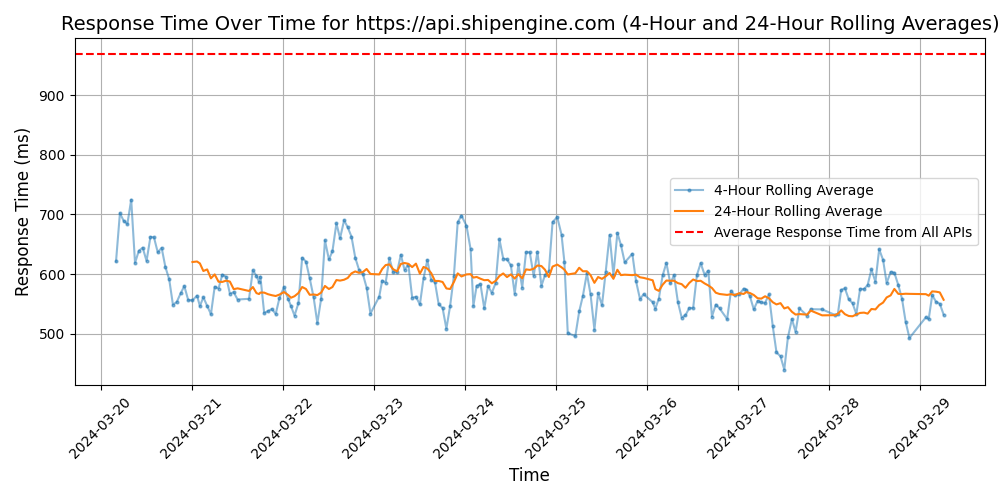 Response Time Over Time for https://api.shipengine.com (4-Hour and 24-Hour Rolling Averages)
Response Time (ms)
900
800
700
600
500
4-Hour Rolling Average
24-Hour Rolling Average
Average Response Time from All APIs
2024-03-20
2024-03-21
2024-03-22
2024-03-23
2024-03-24
2024-03-25
2024-03-26
2024-03-27
2024-03-28
2024-03-29
Time